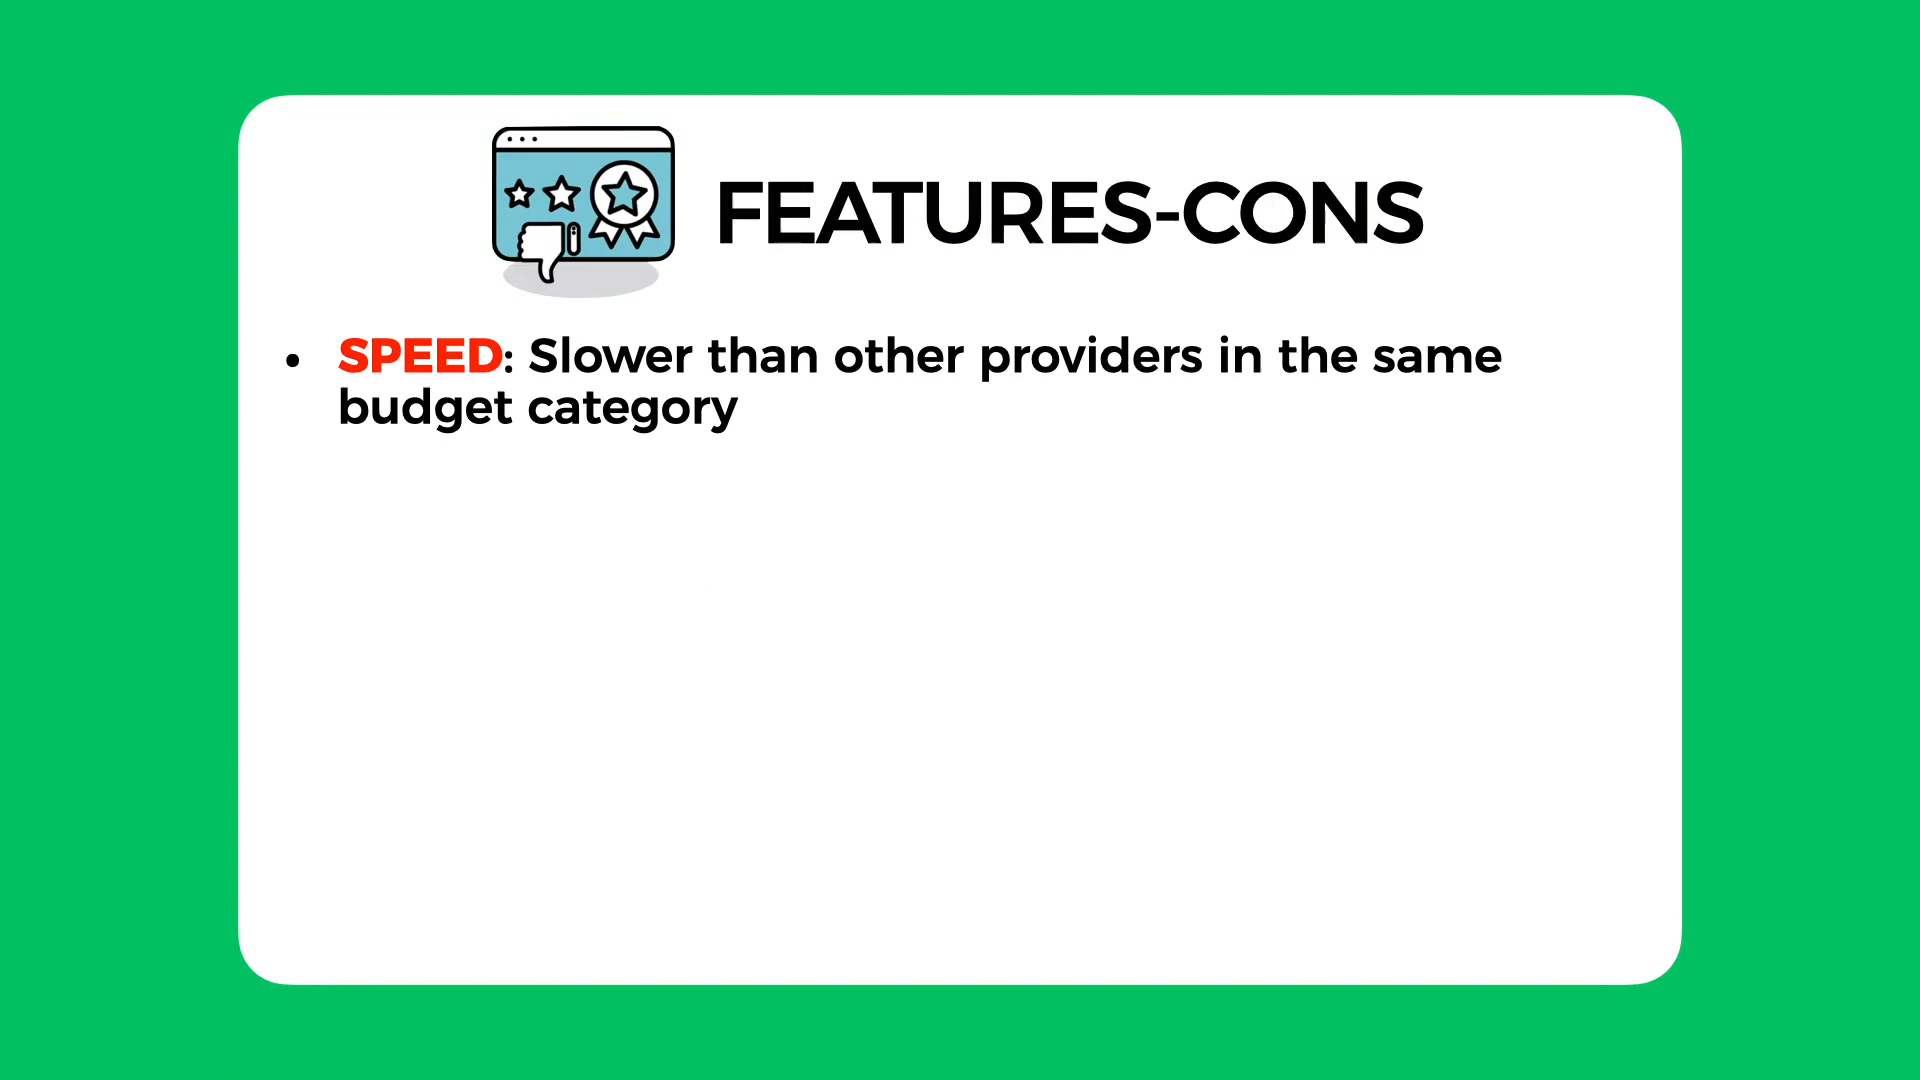 FEATURES-CONS
• SPEED: Slower than other providers in the same
budget category